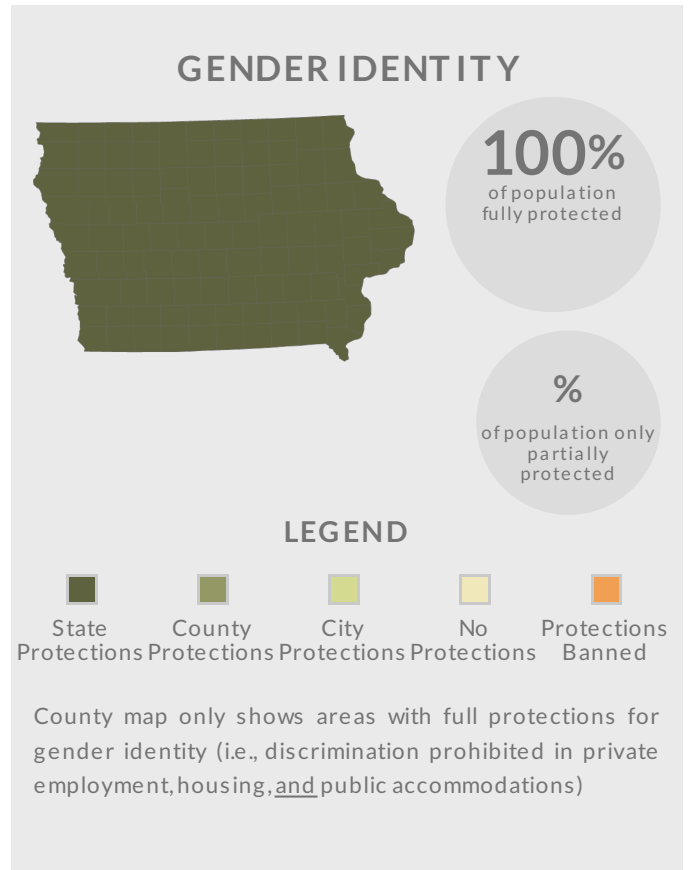 GENDER IDENTITY
100%
of population
fully protected
%
of population only
partially
protected
LEGEND
State
Protections
County
Protections
City
Protections
No
Protections
Protections
Banned
County map only shows areas with full protections for
gender identity (i.e., discrimination prohibited in private
employment, housing, and public accommodations)